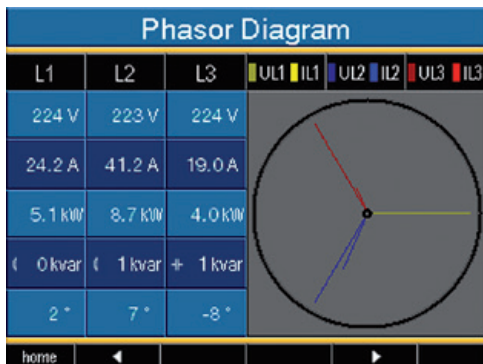 Phasor Diagram
L1 L2 L3 UL1 IL1 UL2 IL2 UL3 IL3
224 V 223 V 224 V
24.2 A 41.2 A 19.0 A
5.1 kW 8.7 kW 4.0 kW
0 kvar 1 kvar 1 kvar
2 ° 7 ° -8 °
home